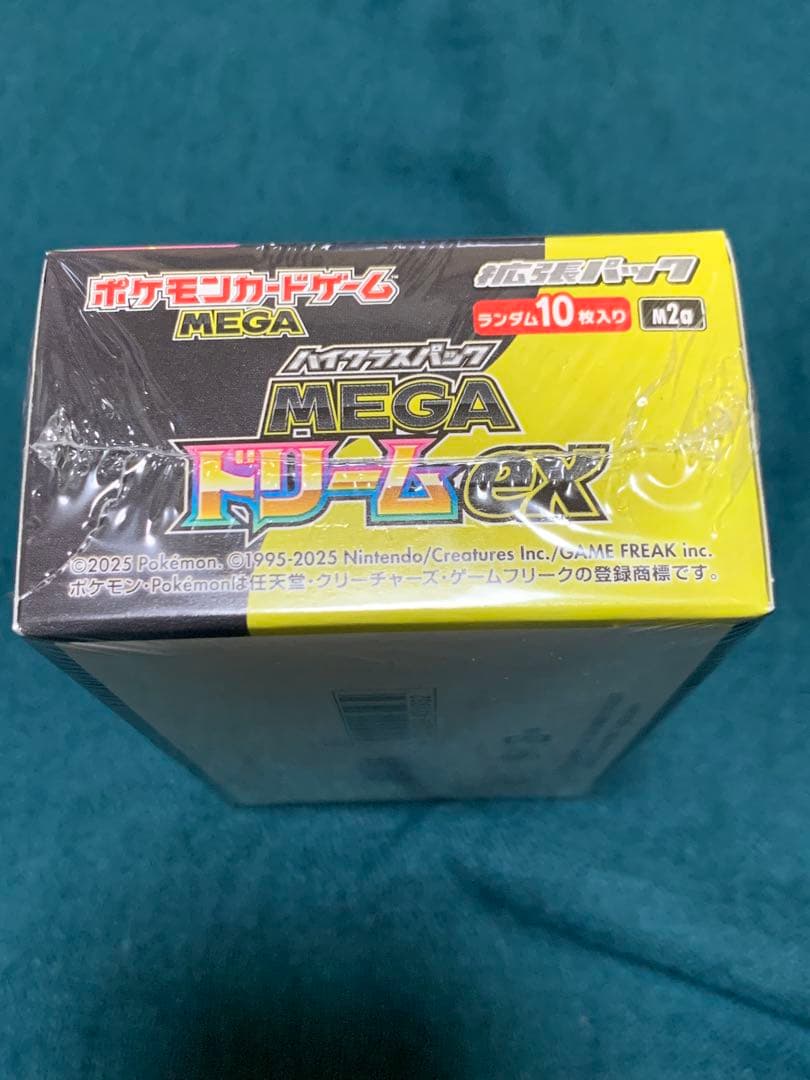 ポケモンカードゲーム
MEGA
拡張パック
ランダム10枚入り M2a
ハイクラスパック
MEGA
ドリームex
©2025 Pokémon. ©1995-2025 Nintendo/Creatures Inc./GAME FREAK inc.
ポケモン・Pokémonは任天堂・クリーチャーズ・ゲームフリークの登録商標です。